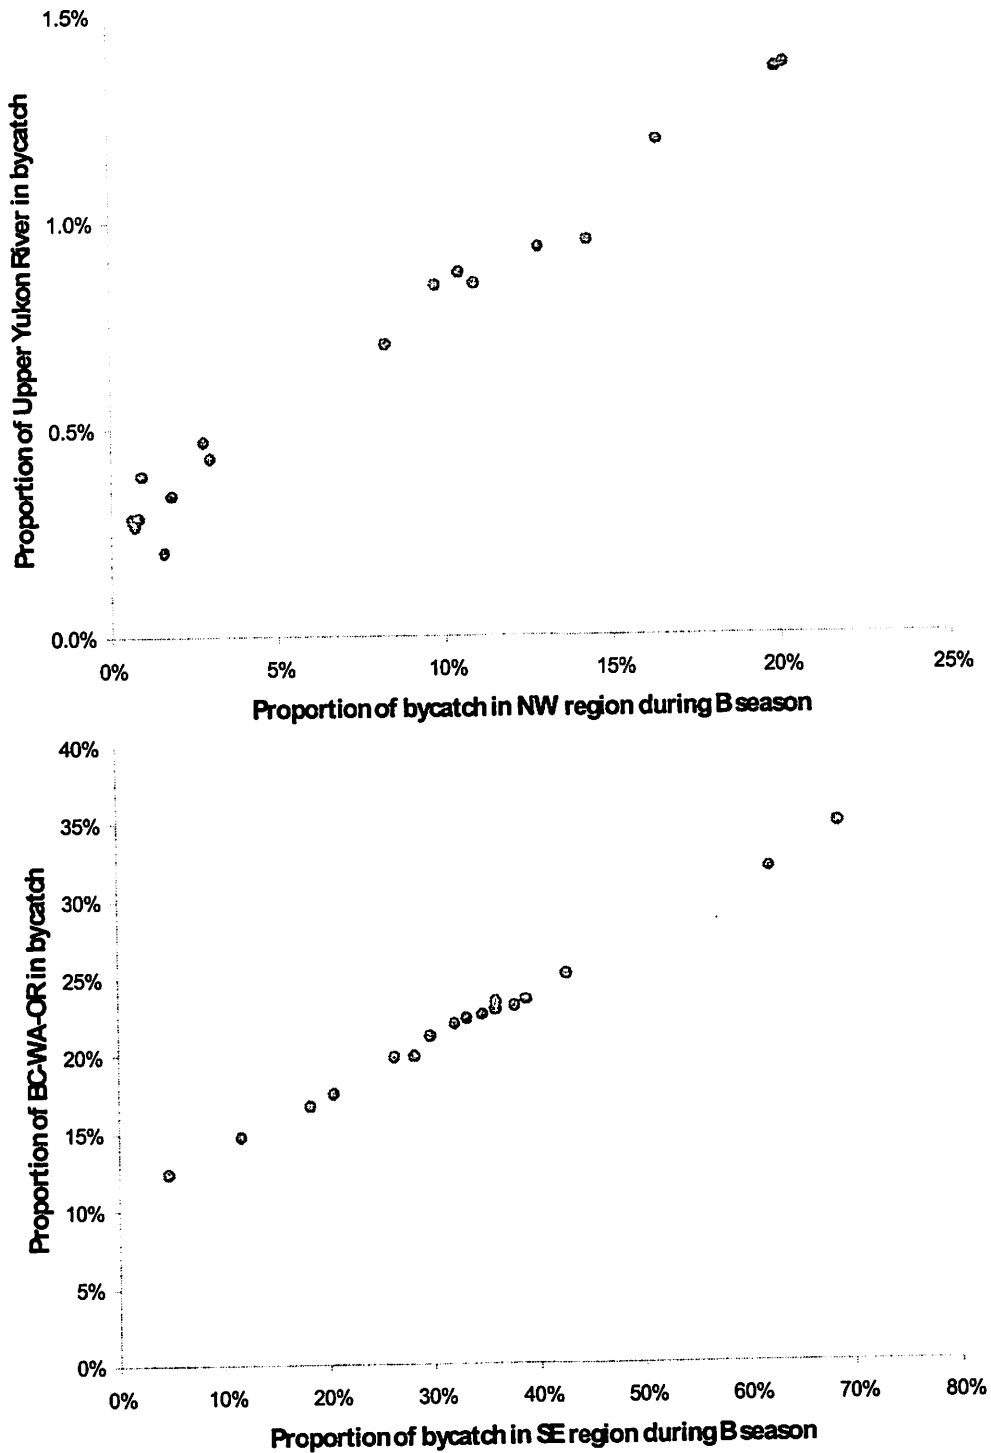 1.5%
1.0%
0.5%
0.0%
Proportion of Upper Yukon River in bycatch
0% 5% 10% 15% 20% 25%
Proportion of bycatch in NW region during B season
40%
35%
30%
25%
20%
15%
10%
5%
0%
Proportion of BC-WA-OR in bycatch
0% 10% 20% 30% 40% 50% 60% 70% 80%
Proportion of bycatch in SE region during B season